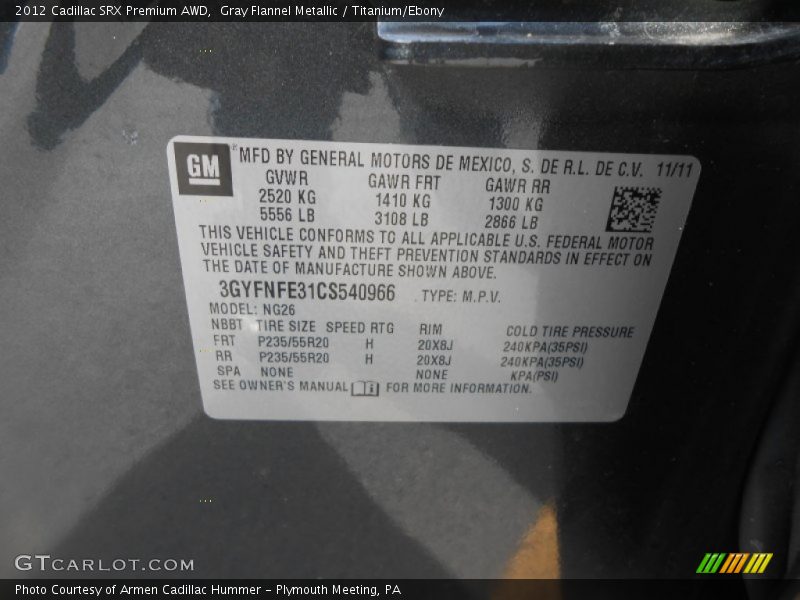 2012 Cadillac SRX Premium AWD,  Gray Flannel Metallic / Titanium/Ebony
GM
MFD BY GENERAL MOTORS DE MEXICO, S. DE R.L. DE C.V. 11/11
GVWR GAWR FRT GAWR RR
2520 KG 1410 KG 1300 KG
5556 LB 3108 LB 2866 LB
THIS VEHICLE CONFORMS TO ALL APPLICABLE U.S. FEDERAL MOTOR
VEHICLE SAFETY AND THEFT PREVENTION STANDARDS IN EFFECT ON
THE DATE OF MANUFACTURE SHOWN ABOVE.
3GYFNFE31CS540966 TYPE: M.P.V.
MODEL: NG26
NBBT TIRE SIZE SPEED RTG RIM COLD TIRE PRESSURE
FRT P235/55R20 H 20X8J 240KPA(35PSI)
RR P235/55R20 H 20X8J 240KPA(35PSI)
SPA NONE NONE KPA(PSI)
SEE OWNER'S MANUAL FOR MORE INFORMATION.
GTCARLOT.COM
Photo Courtesy of Armen Cadillac Hummer - Plymouth Meeting, PA